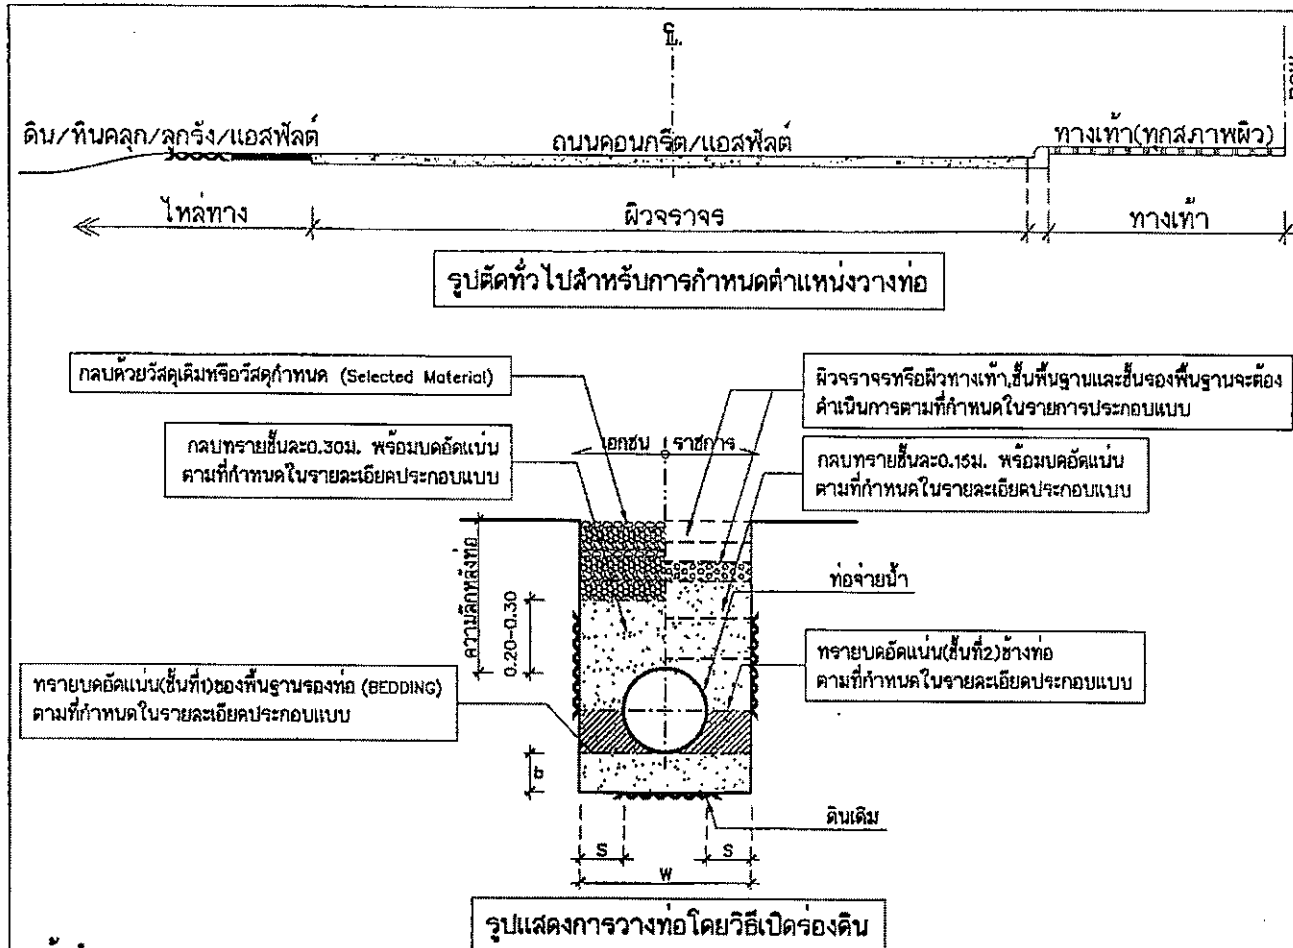 ℄
ROW
ดิน/หินคลุก/ลูกรัง/แอสฟัลต์
ถนนคอนกรีต/แอสฟัลต์
ทางเท้า(ทุกสภาพผิว)
ไหล่ทาง
ผิวจราจร
ทางเท้า
รูปตัดทั่วไปสำหรับการกำหนดตำแหน่งวางท่อ
กลบด้วยวัสดุเดิมหรือวัสดุกำหนด (Selected Material)
ผิวจราจรหรือผิวทางเท้า,ชั้นพื้นฐานและชั้นรองพื้นฐานจะต้อง
ดำเนินการตามที่กำหนดในรายการประกอบแบบ
กลบทรายชั้นละ0.30ม. พร้อมบดอัดแน่น
ตามที่กำหนดในรายละเอียดประกอบแบบ
เอกชน
ราชการ
กลบทรายชั้นละ0.15ม. พร้อมบดอัดแน่น
ตามที่กำหนดในรายละเอียดประกอบแบบ
ความลึกหลังท่อ
0.20-0.30
ท่อจ่ายน้ำ
ทรายบดอัดแน่น(ชั้นที่2)ข้างท่อ
ตามที่กำหนดในรายละเอียดประกอบแบบ
ทรายบดอัดแน่น(ชั้นที่1)ของพื้นฐานรองท่อ (BEDDING)
ตามที่กำหนดในรายละเอียดประกอบแบบ
ดินเดิม
S
S
W
รูปแสดงการวางท่อโดยวิธีเปิดร่องดิน